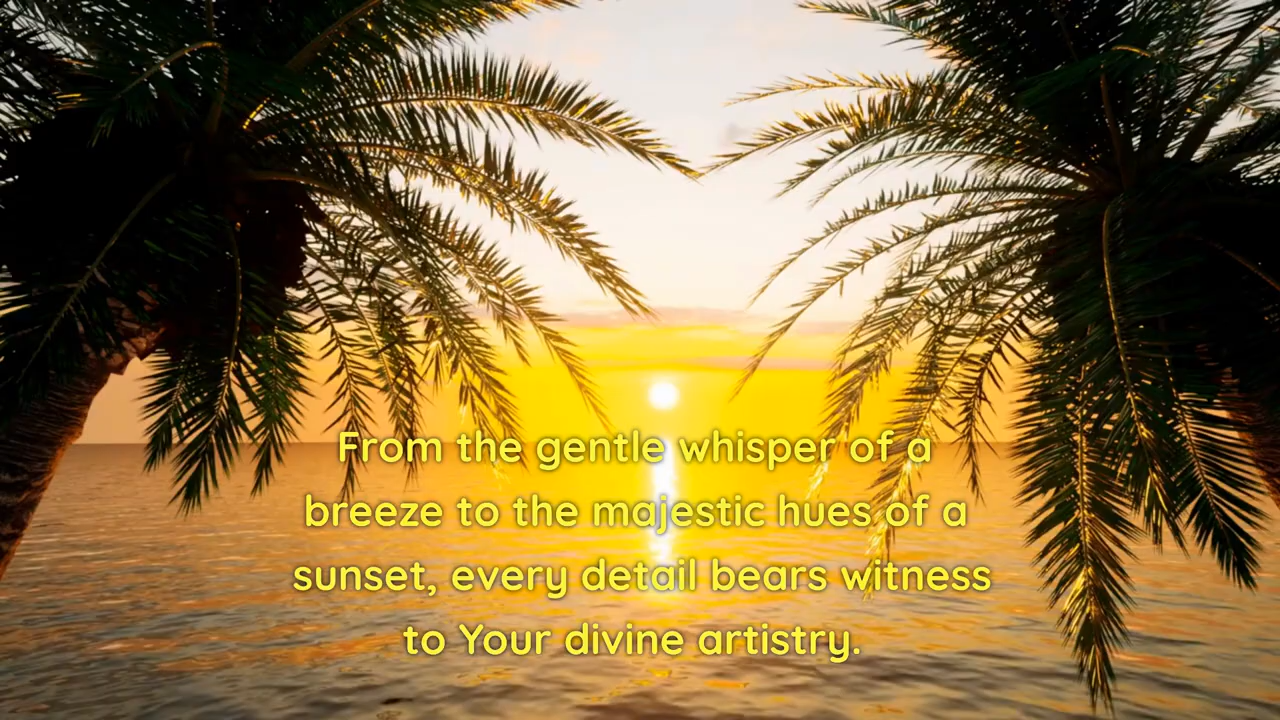 From the gentle whisper of a
breeze to the majestic hues of a
sunset, every detail bears witness
to Your divine artistry.